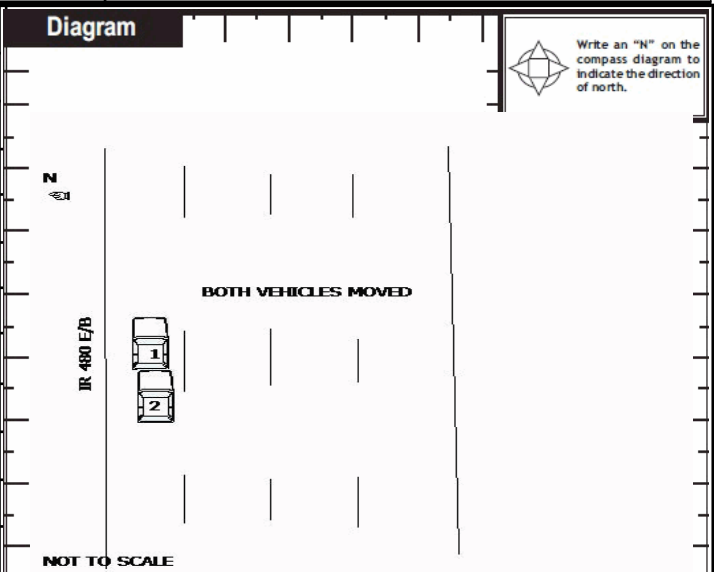 Diagram
Write an “N” on the
compass diagram to
indicate the direction
of north.
N
BOTH VEHICLES MOVED
IR 480 E/B
1
2
NOT TO SCALE